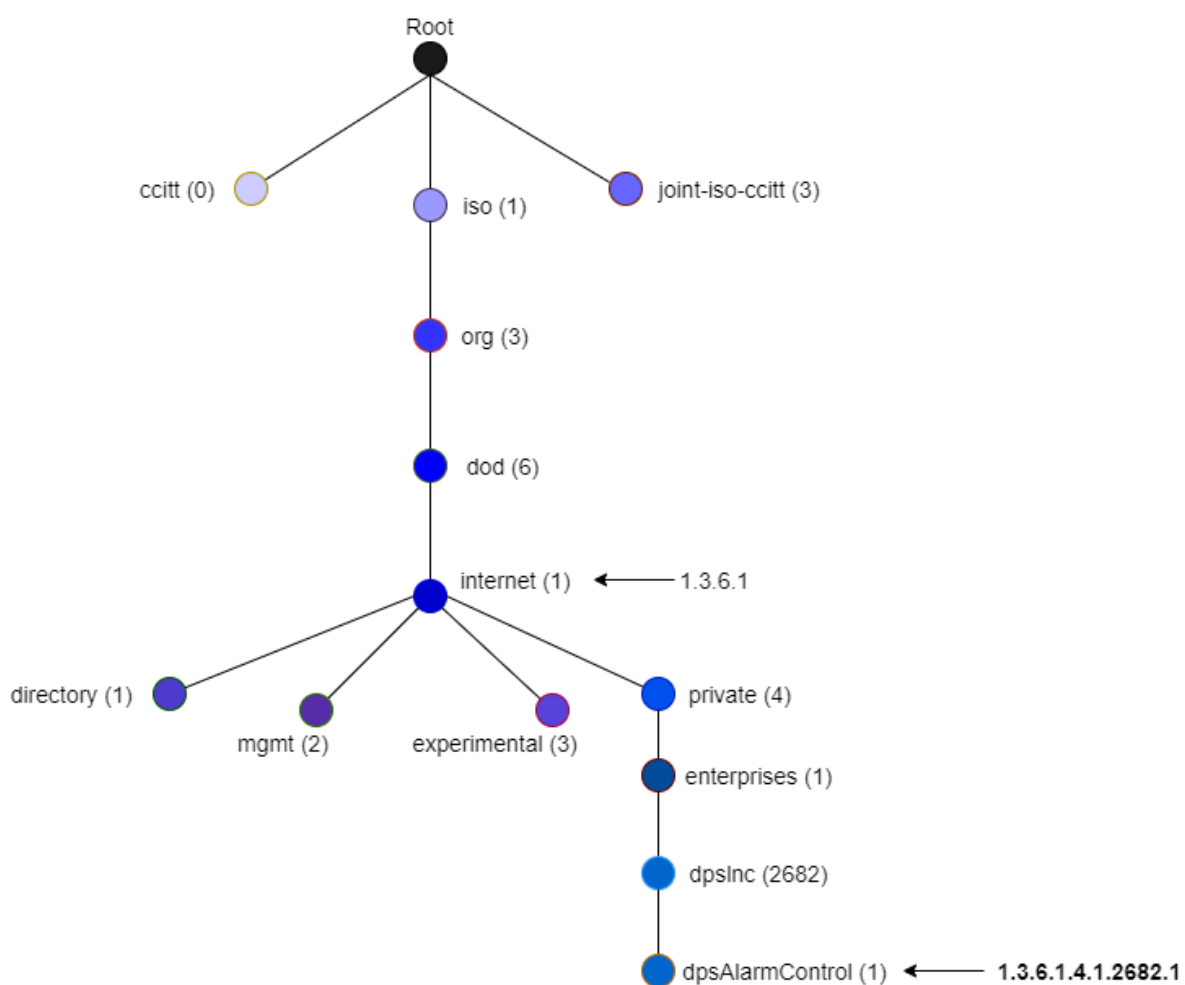 Root
ccitt (0)
iso (1)
joint-iso-ccitt (3)
org (3)
dod (6)
internet (1)
1.3.6.1
directory (1)
mgmt (2)
experimental (3)
private (4)
enterprises (1)
dpsInc (2682)
dpsAlarmControl (1)
1.3.6.1.4.1.2682.1